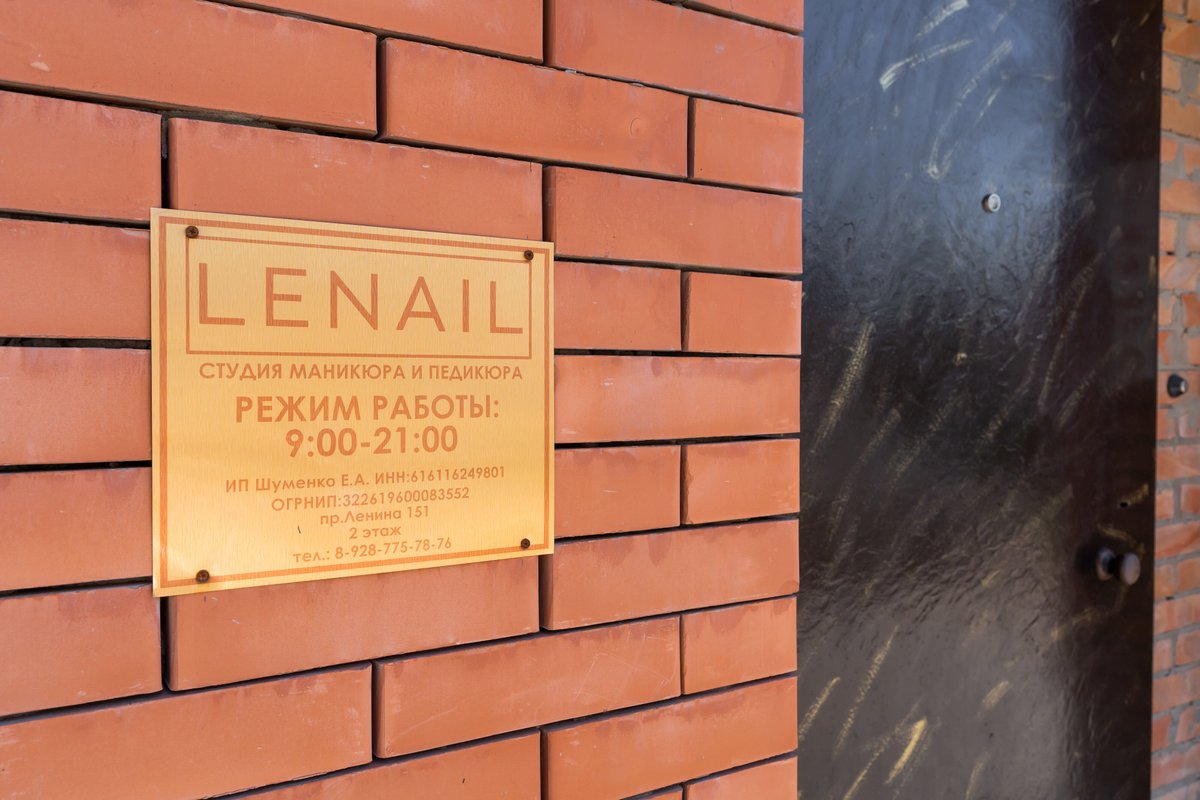 LENAIL
СТУДИЯ МАНИКЮРА И ПЕДИКЮРА
РЕЖИМ РАБОТЫ:
9:00-21:00
ИП Шуменко Е.А. ИНН:616116249801
ОГРНИП:322619600083552
пр.Ленина 151
2 этаж
тел.: 8-928-775-78-76